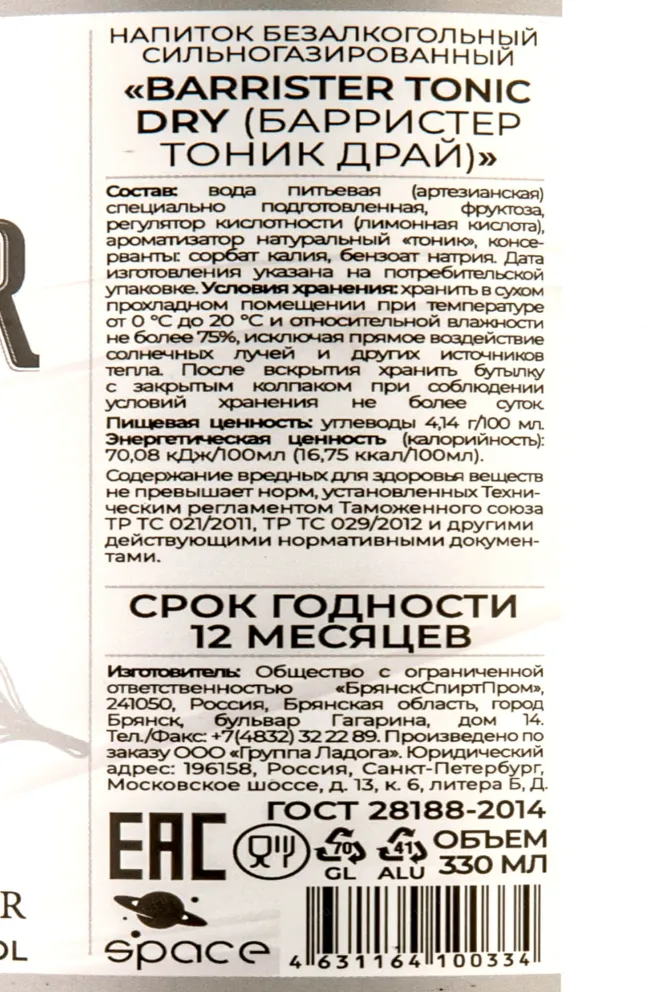 НАПИТОК БЕЗАЛКОГОЛЬНЫЙ
СИЛЬНОГАЗИРОВАННЫЙ
«BARRISTER TONIC
DRY (БАРРИСТЕР
ТОНИК ДРАЙ)»
Состав: вода питьевая (артезианская)
специально подготовленная, фруктоза,
регулятор кислотности (лимонная кислота),
ароматизатор натуральный «тоник», консе-
рванты: сорбат калия, бензоат натрия. Дата
изготовления указана на потребительской
упаковке. Условия хранения: хранить в сухом
прохладном помещении при температуре
от 0 °С до 20 °С и относительной влажности
не более 75%, исключая прямое воздействие
солнечных лучей и других источников
тепла. После вскрытия хранить бутылку
с закрытым колпаком при соблюдении
условий хранения не более суток.
Пищевая ценность: углеводы 4,14 г/100 мл.
Энергетическая ценность (калорийность):
70,08 кДж/100мл (16,75 ккал/100мл).
Содержание вредных для здоровья веществ
не превышает норм, установленных Техни-
ческим регламентом Таможенного союза
ТР ТС 021/2011, ТР ТС 029/2012 и другими
действующими нормативными докумен-
тами.
СРОК ГОДНОСТИ
12 МЕСЯЦЕВ
Изготовитель: Общество с ограниченной
ответственностью «БрянскСпиртПром»,
241050, Россия, Брянская область, город
Брянск, бульвар Гагарина, дом 14.
Тел./Факс: +7(4832) 32 22 89. Произведено по
заказу ООО «Группа Ладога». Юридический
адрес: 196158, Россия, Санкт-Петербург,
Московское шоссе, д. 13, к. 6, литера Б, Д.
ГОСТ 28188-2014
EAC
70 GL
41 ALU
ОБЪЕМ
330 МЛ
space
4 631164 100334
R
R
OL